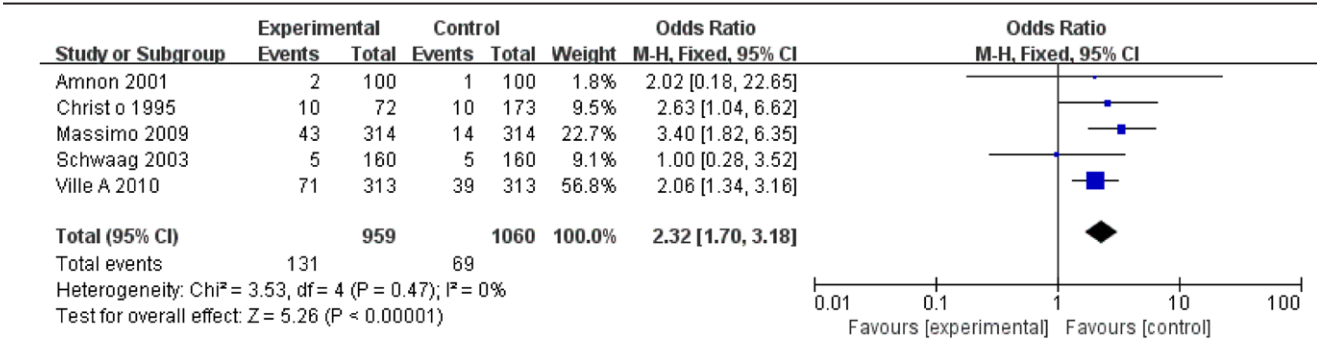 Experimental Control Odds Ratio Odds Ratio
Study or Subgroup Events Total Events Total Weight M-H, Fixed, 95% CI M-H, Fixed, 95% CI
Amnon 2001 2 100 1 100 1.8% 2.02 [0.18, 22.65]
Christ o 1995 10 72 10 173 9.5% 2.63 [1.04, 6.62]
Massimo 2009 43 314 14 314 22.7% 3.40 [1.82, 6.35]
Schwaag 2003 5 160 5 160 9.1% 1.00 [0.28, 3.52]
Ville A 2010 71 313 39 313 56.8% 2.06 [1.34, 3.16]
Total (95% CI) 959 1060 100.0% 2.32 [1.70, 3.18]
Total events 131 69
Heterogeneity: Chi² = 3.53, df = 4 (P = 0.47); I² = 0%
Test for overall effect: Z = 5.26 (P < 0.00001)
0.01 0.1 1 10 100
Favours [experimental] Favours [control]